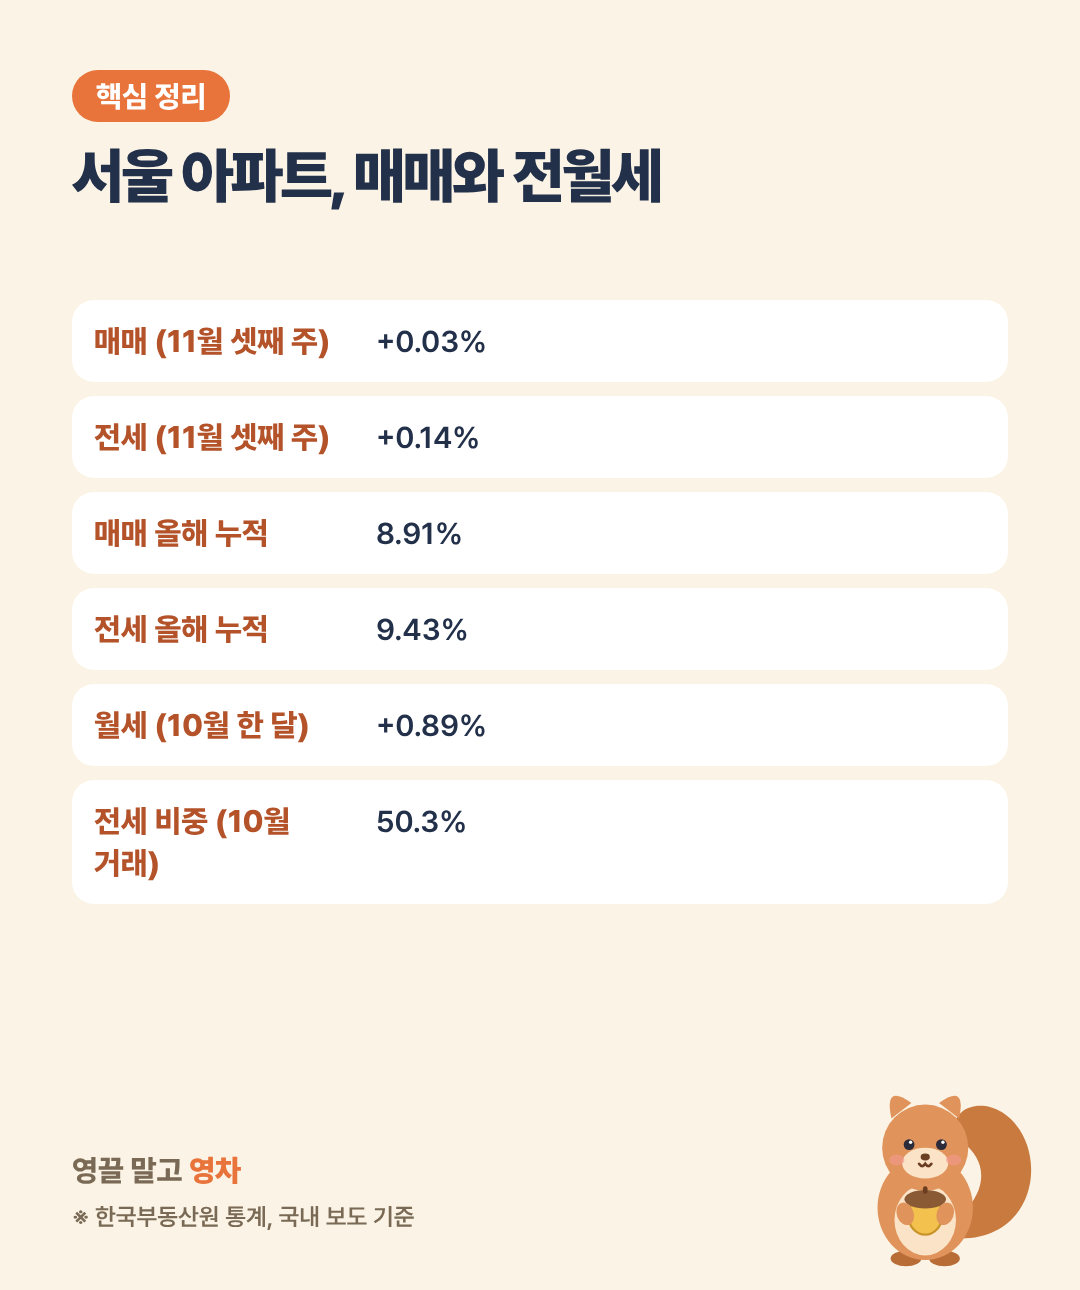 핵심 정리
서울 아파트, 매매와 전월세
매매 (11월 셋째 주) +0.03%
전세 (11월 셋째 주) +0.14%
매매 올해 누적 8.91%
전세 올해 누적 9.43%
월세 (10월 한 달) +0.89%
전세 비중 (10월 50.3%
거래)
영끌 말고 영차
※ 한국부동산원 통계, 국내 보도 기준